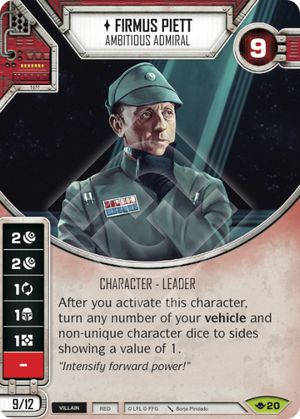 FIRMUS PIETT
AMBITIOUS ADMIRAL
9
2
2
1
1
1
–
9/12
CHARACTER - LEADER
After you activate this character,
turn any number of your vehicle and
non-unique character dice to sides
showing a value of 1.
“Intensify forward power!”
VILLAIN
RED
© LFL © FFG
Borja Pindado
20